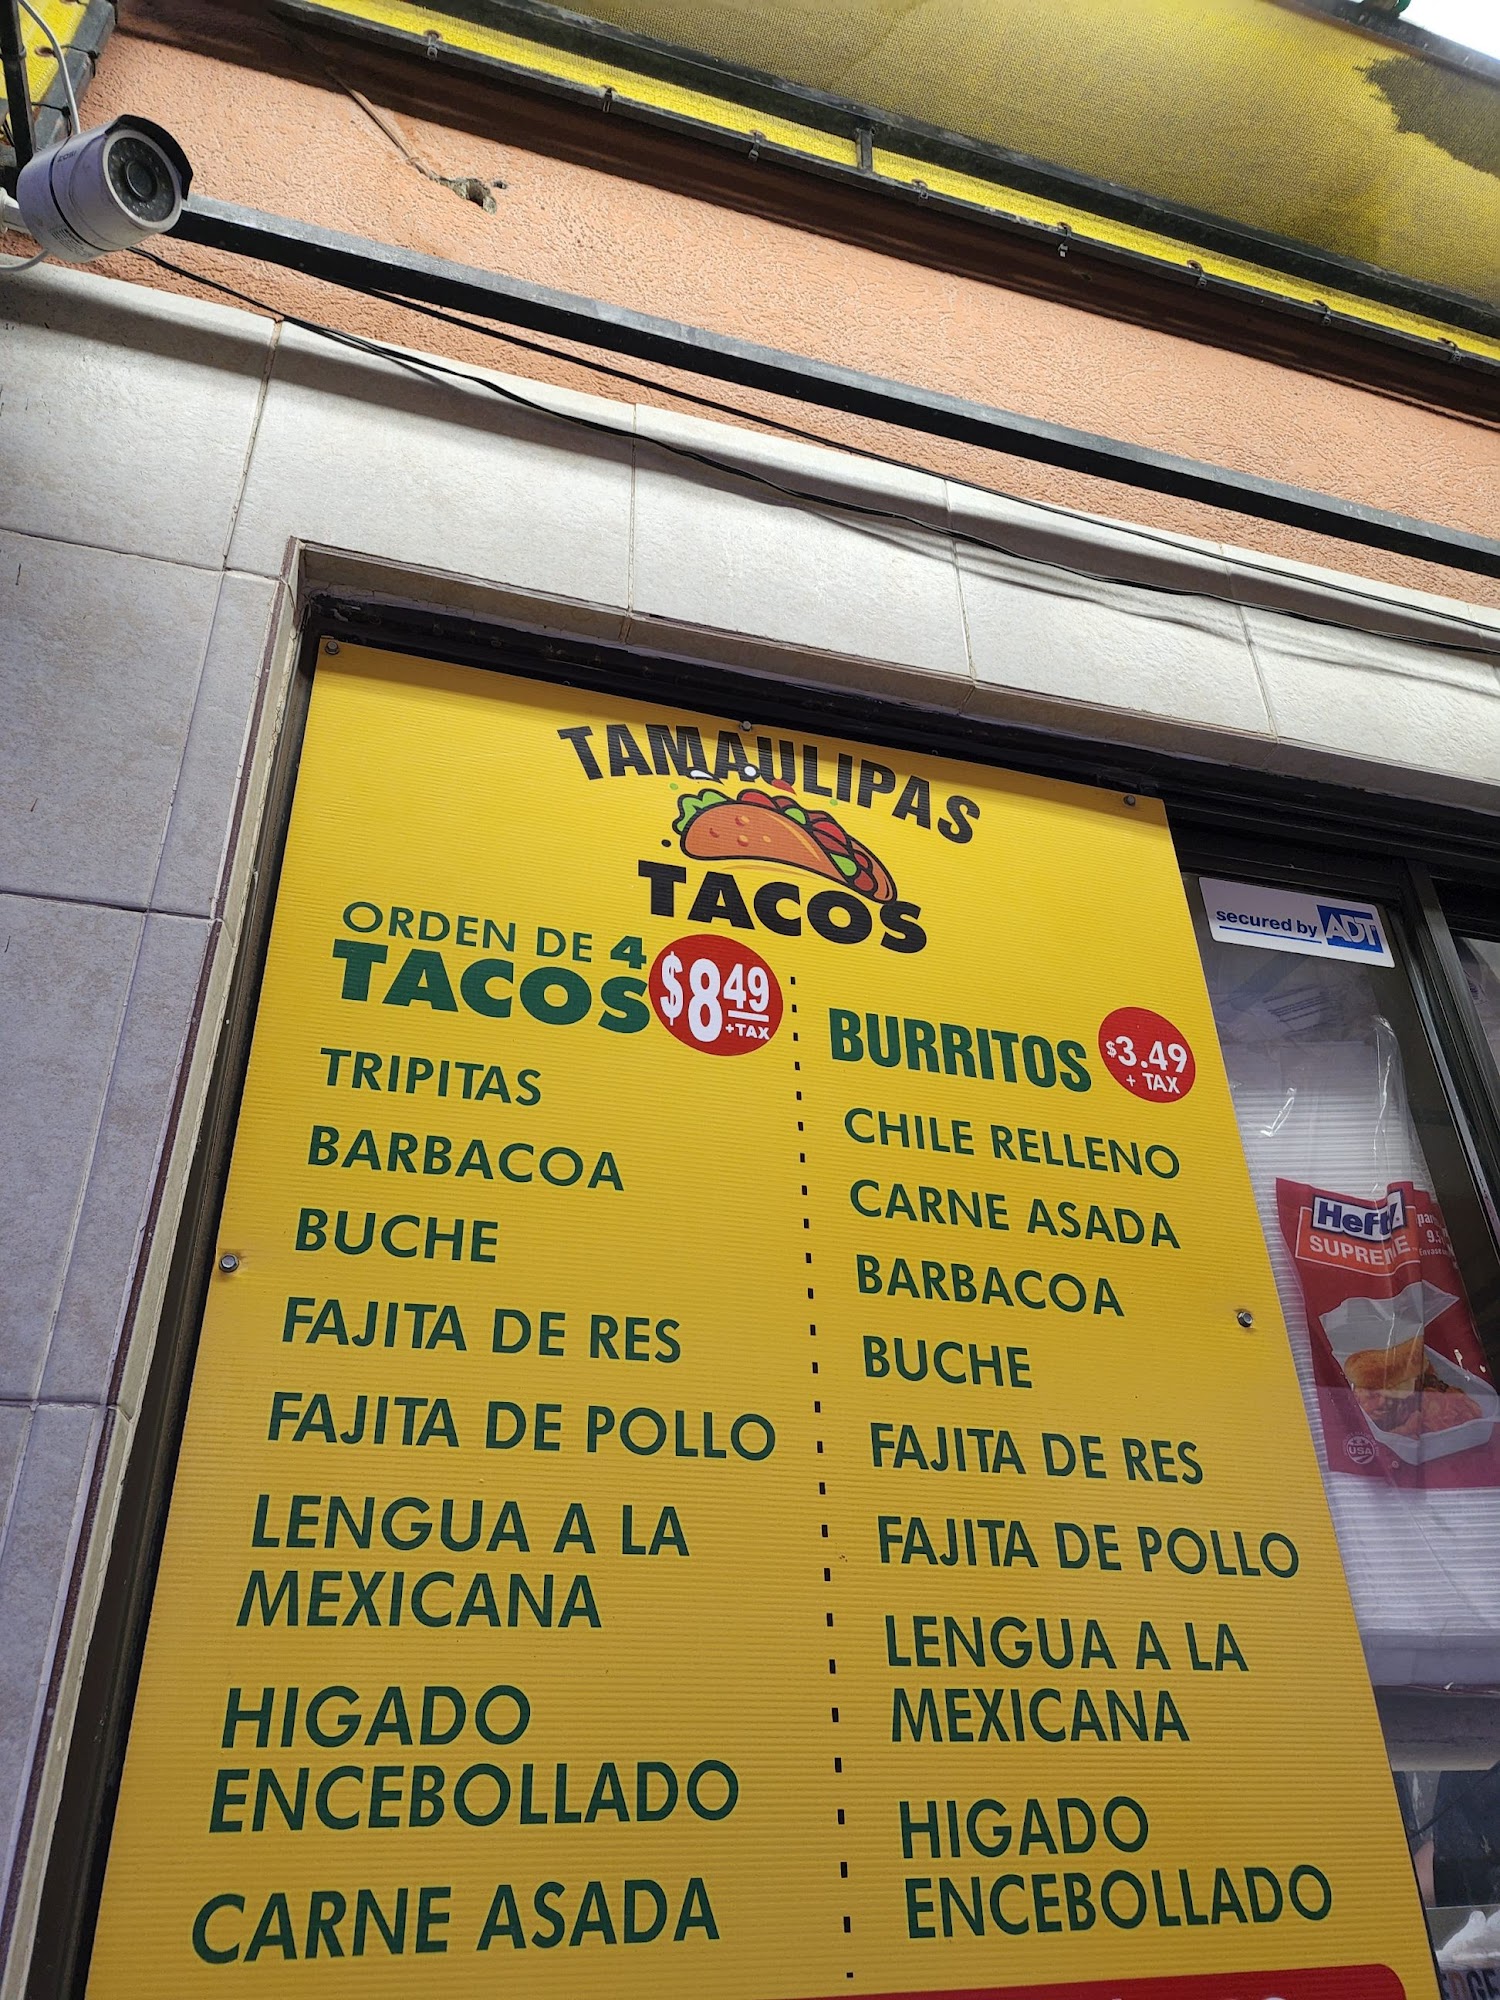 TAMAULIPAS
TACOS
ORDEN DE 4
TACOS
$8.49
+TAX
TRIPITAS
BARBACOA
BUCHE
FAJITA DE RES
FAJITA DE POLLO
LENGUA A LA
MEXICANA
HIGADO
ENCEBOLLADO
CARNE ASADA
BURRITOS
$3.49
+ TAX
CHILE RELLENO
CARNE ASADA
BARBACOA
BUCHE
FAJITA DE RES
FAJITA DE POLLO
LENGUA A LA
MEXICANA
HIGADO
ENCEBOLLADO
secured by ADT
Hefty
SUPREME
USA